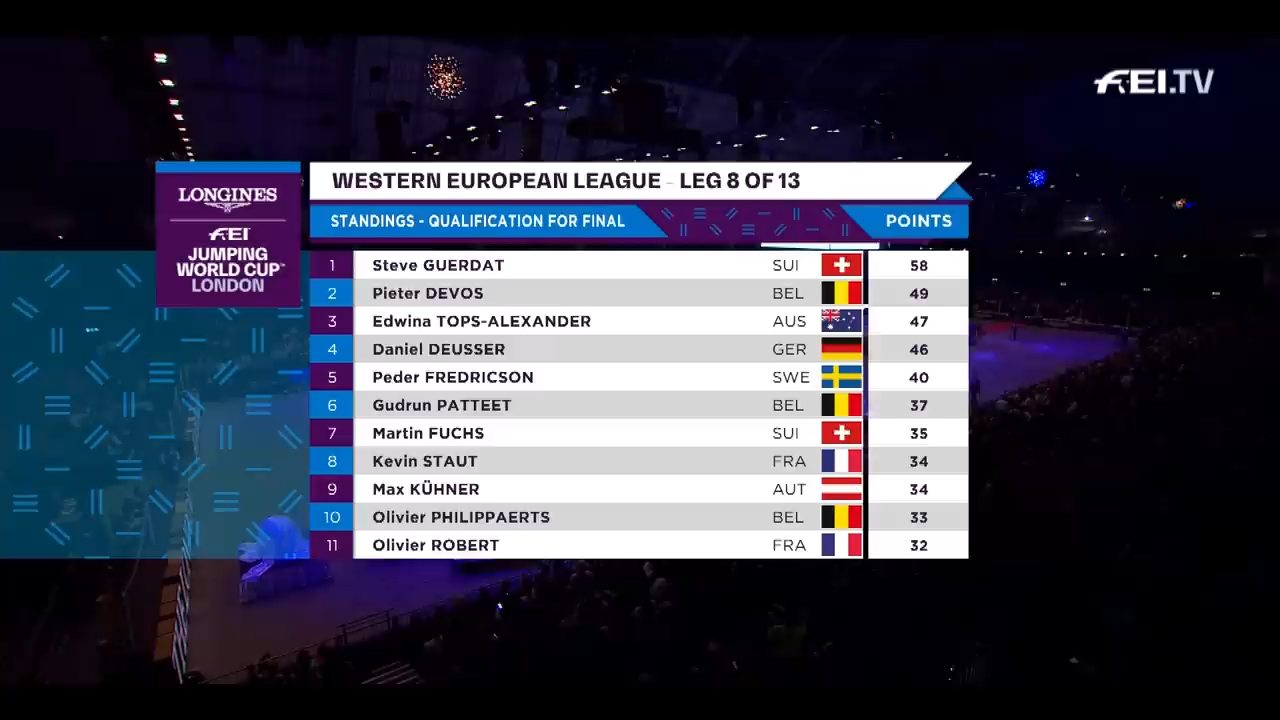 FEI.TV
LONGINES
FEI
JUMPING
WORLD CUP™
LONDON
WESTERN EUROPEAN LEAGUE - LEG 8 OF 13
STANDINGS - QUALIFICATION FOR FINAL POINTS
1 Steve GUERDAT SUI 58
2 Pieter DEVOS BEL 49
3 Edwina TOPS-ALEXANDER AUS 47
4 Daniel DEUSSER GER 46
5 Peder FREDRICSON SWE 40
6 Gudrun PATTEET BEL 37
7 Martin FUCHS SUI 35
8 Kevin STAUT FRA 34
9 Max KÜHNER AUT 34
10 Olivier PHILIPPAERTS BEL 33
11 Olivier ROBERT FRA 32